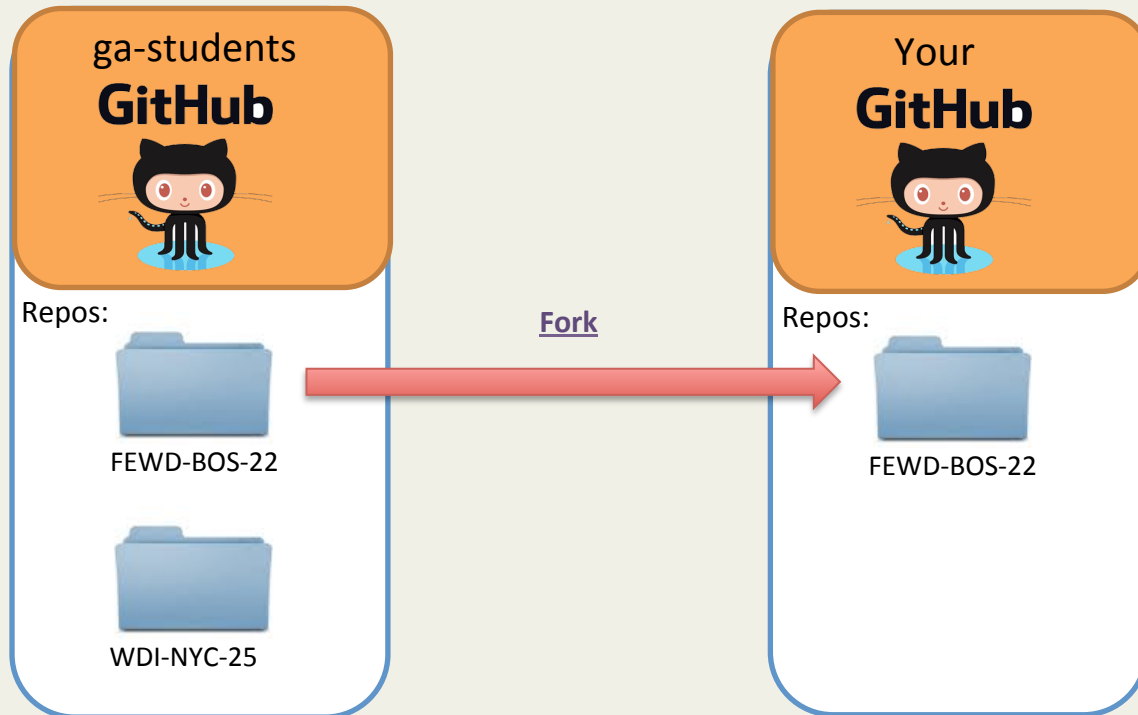 ga-students
GitHub
Repos:
FEWD-BOS-22
WDI-NYC-25
Fork
Your
GitHub
Repos:
FEWD-BOS-22